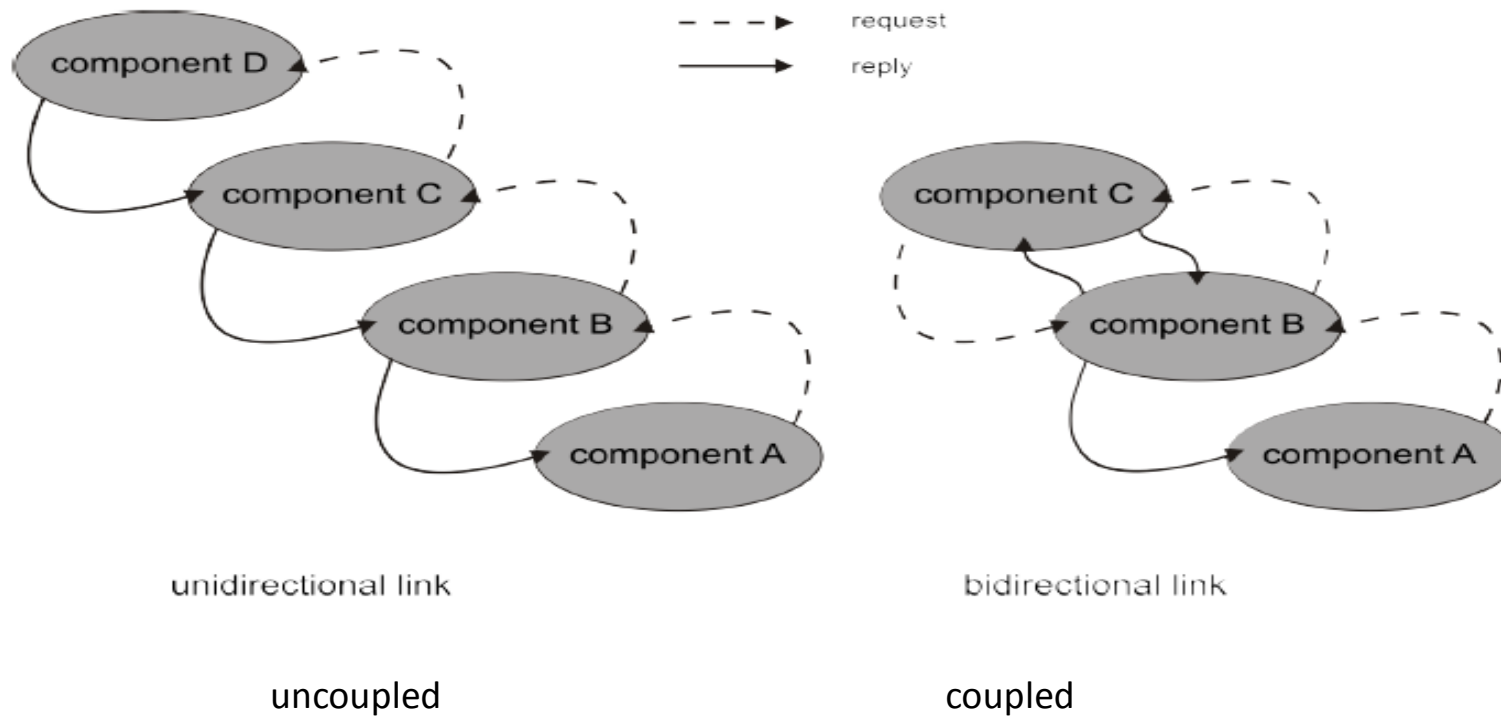 request
reply
component D
component C
component B
component A
component C
component B
component A
unidirectional link
bidirectional link
uncoupled
coupled